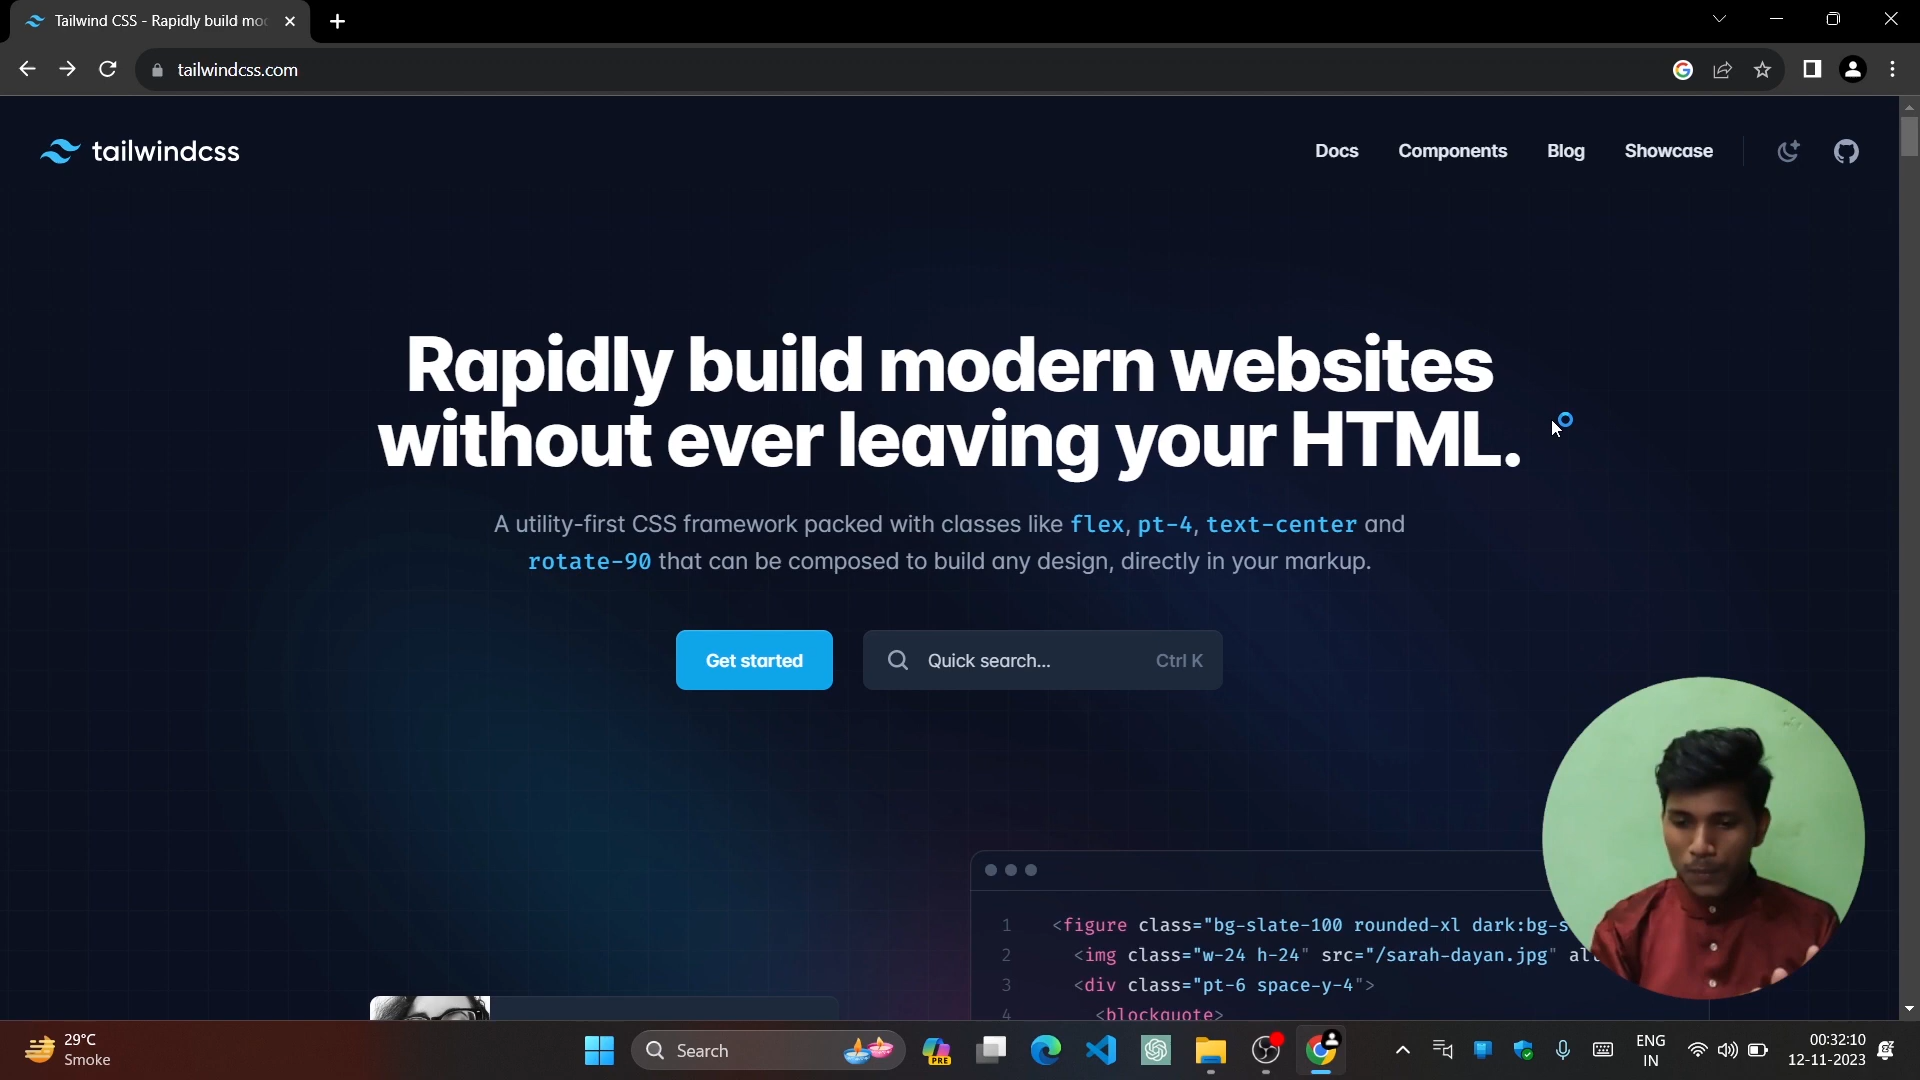 Tailwind CSS - Rapidly build mo
tailwindcss.com
tailwindcss
Docs
Components
Blog
Showcase
Rapidly build modern websites
without ever leaving your HTML.
A utility-first CSS framework packed with classes like flex, pt-4, text-center and
rotate-90 that can be composed to build any design, directly in your markup.
Get started
Quick search...
Ctrl K
1 <figure class="bg-slate-100 rounded-xl dark:bg-s
2 <img class="w-24 h-24" src="/sarah-dayan.jpg" al
3 <div class="pt-6 space-y-4">
4 <blockquote>
29°C
Smoke
Search
PRE
ENG
IN
00:32:10
12-11-2023